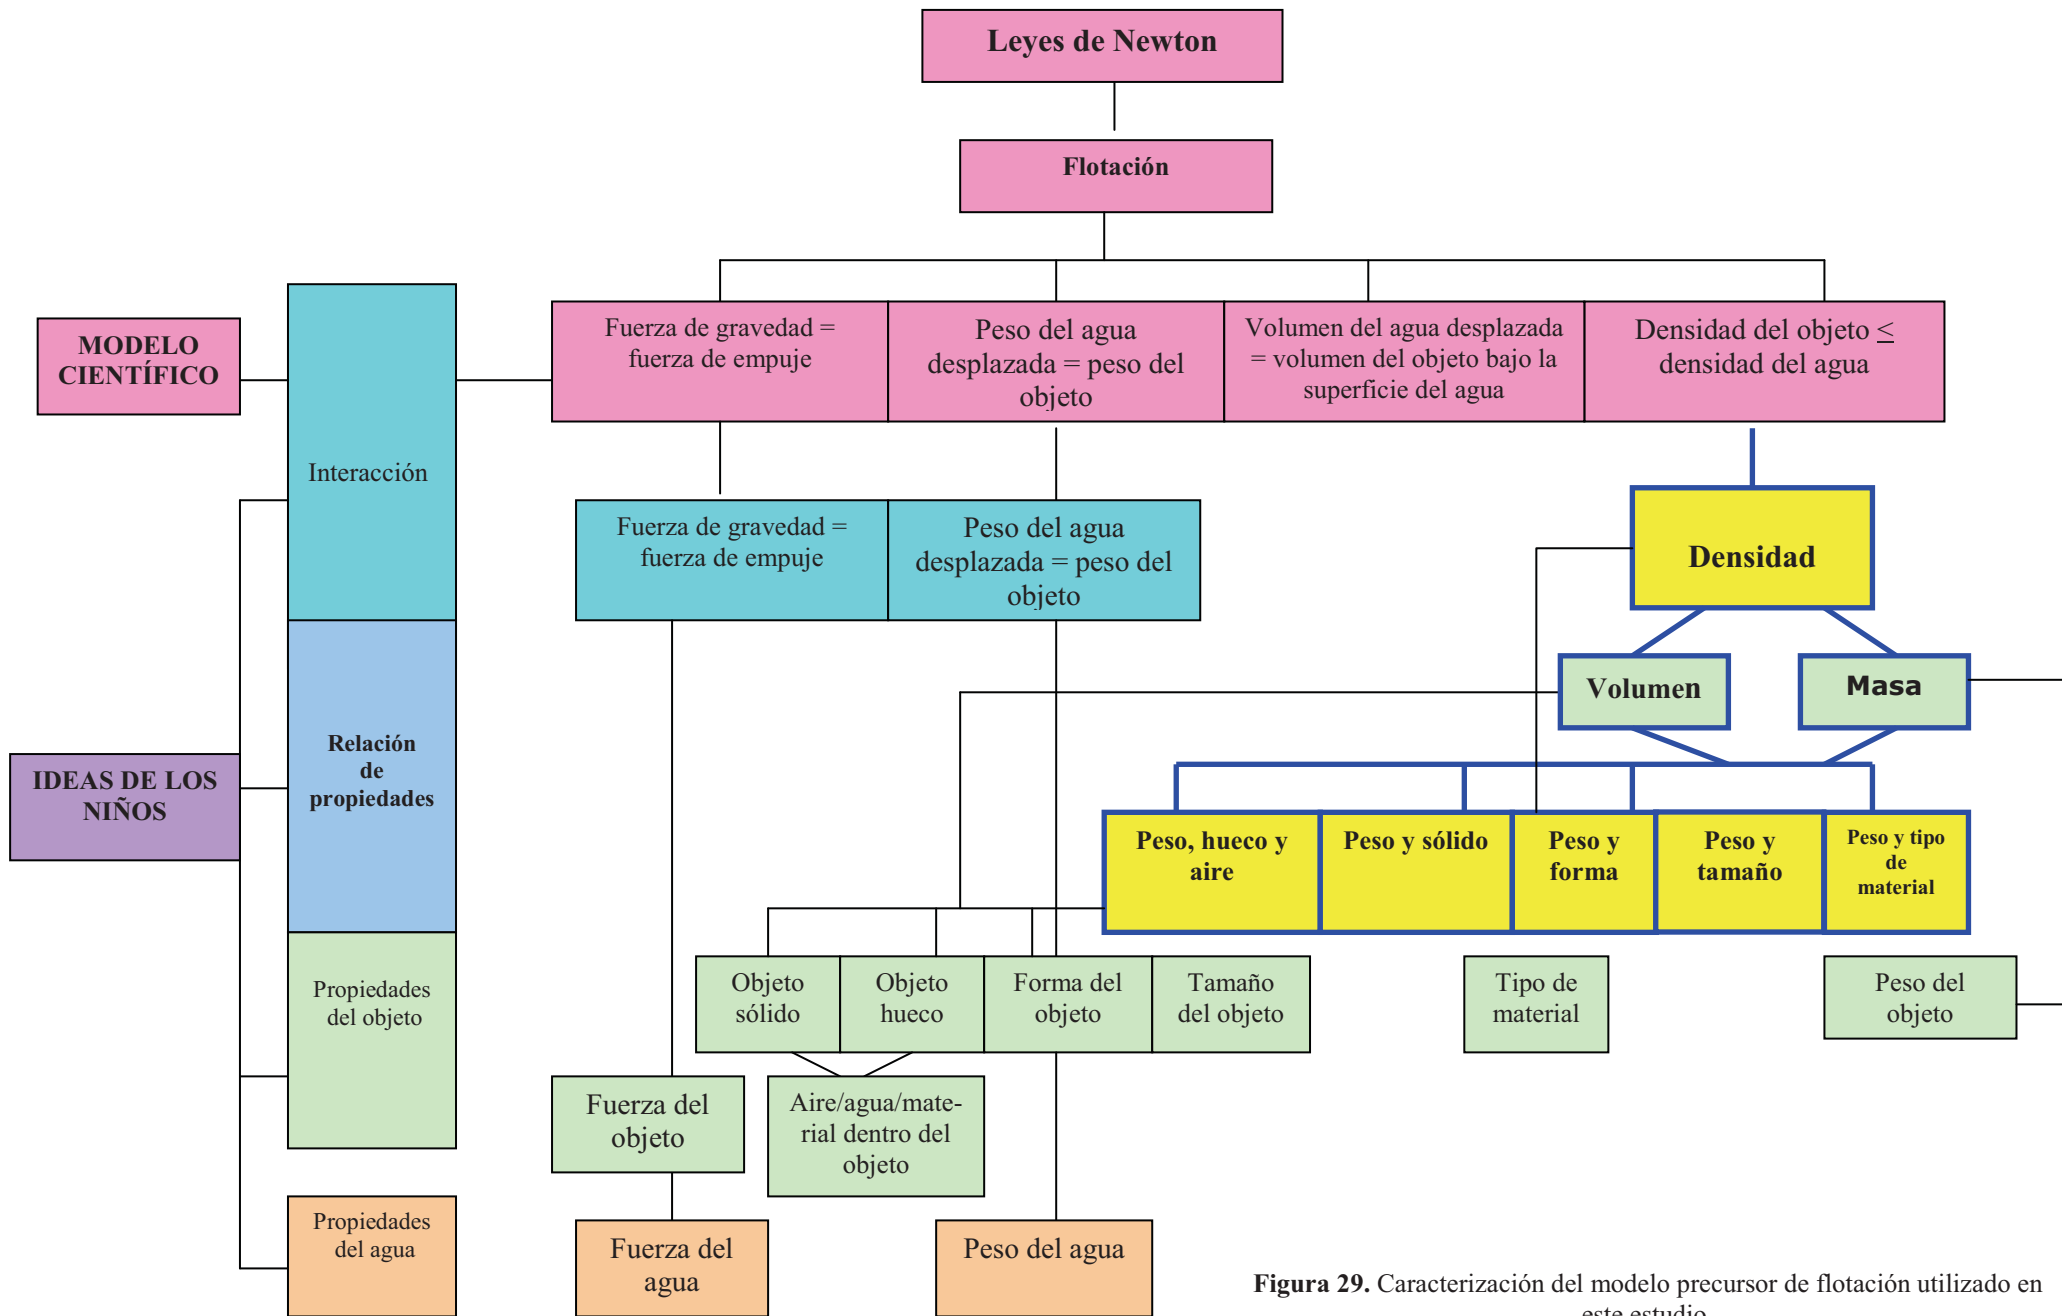 Leyes de Newton
Flotación
MODELO
CIENTÍFICO
Interacción
Fuerza de gravedad =
fuerza de empuje
Peso del agua
desplazada = peso del
objeto
Volumen del agua desplazada
= volumen del objeto bajo la
superficie del agua
Densidad del objeto ≤
densidad del agua
Fuerza de gravedad =
fuerza de empuje
Peso del agua
desplazada = peso del
objeto
Densidad
Volumen
Masa
IDEAS DE LOS
NIÑOS
Relación
de
propiedades
Peso, hueco y
aire
Peso y sólido
Peso y
forma
Peso y
tamaño
Peso y tipo
de
material
Propiedades
del objeto
Objeto
sólido
Objeto
hueco
Forma del
objeto
Tamaño
del objeto
Tipo de
material
Peso del
objeto
Fuerza del
objeto
Aire/agua/mate-
rial dentro del
objeto
Propiedades
del agua
Fuerza del
agua
Peso del agua
Figura 29. Caracterización del modelo precursor de flotación utilizado en
este estudio